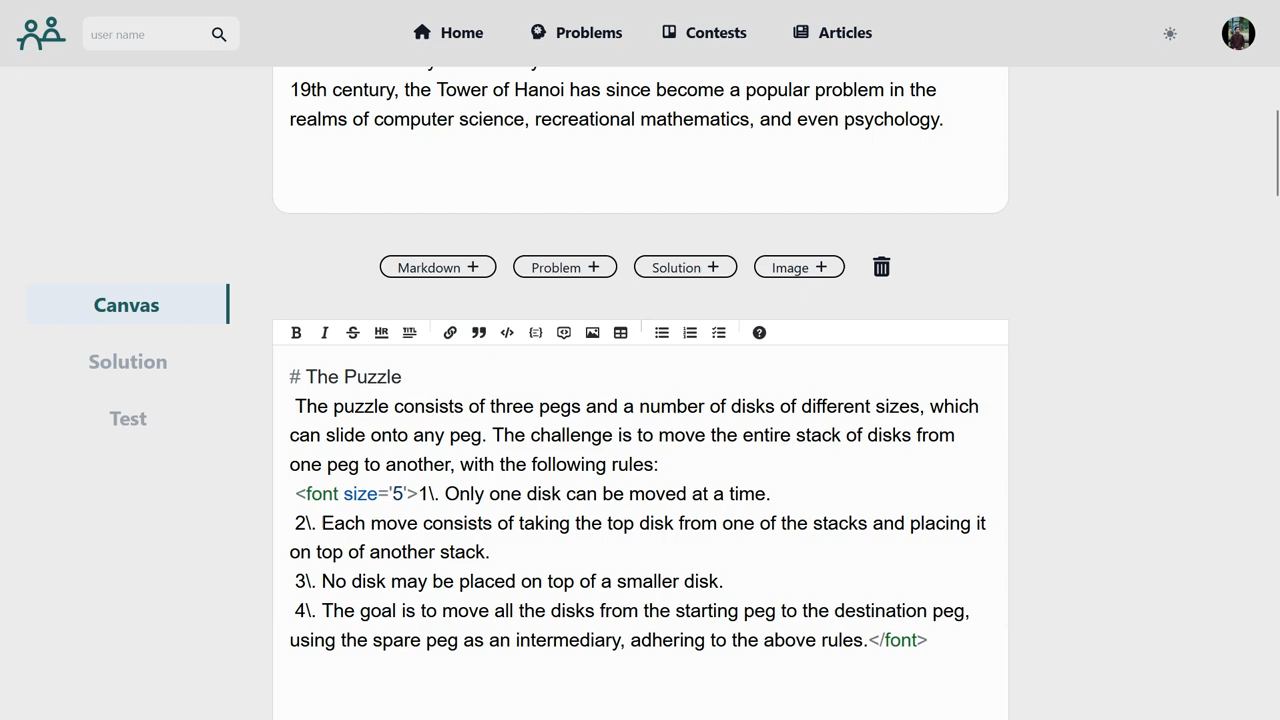 user name
Home
Problems
Contests
Articles
19th century, the Tower of Hanoi has since become a popular problem in the
realms of computer science, recreational mathematics, and even psychology.
Markdown +
Problem +
Solution +
Image +
Canvas
Solution
Test
B I S HR TITL
# The Puzzle
The puzzle consists of three pegs and a number of disks of different sizes, which
can slide onto any peg. The challenge is to move the entire stack of disks from
one peg to another, with the following rules:
<font size='5'>1\. Only one disk can be moved at a time.
2\. Each move consists of taking the top disk from one of the stacks and placing it
on top of another stack.
3\. No disk may be placed on top of a smaller disk.
4\. The goal is to move all the disks from the starting peg to the destination peg,
using the spare peg as an intermediary, adhering to the above rules.</font>